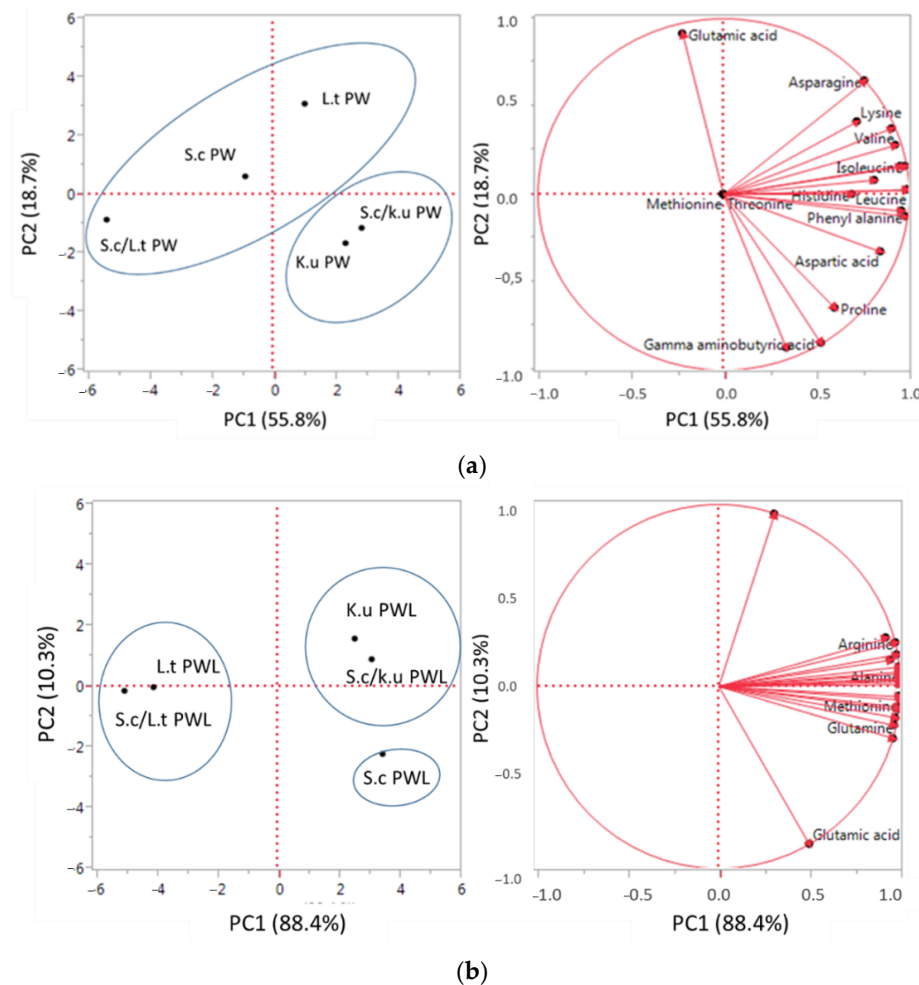 6
4
2
0
−2
−4
−6
PC2 (18.7%)
L.t PW
S.c PW
S.c/k.u PW
S.c/L.t PW
K.u PW
−6
−4
−2
0
2
4
6
PC1 (55.8%)
1.0
0.5
0.0
−0,5
−1.0
PC2 (18.7%)
Glutamic acid
Asparagine
Lysine
Valine
Isoleucine
Methionine
Threonine
Histidine
Leucine
Phenyl alanine
Aspartic acid
Proline
Gamma aminobutyric acid
−1.0
−0.5
0.0
0.5
1.0
PC1 (55.8%)
(a)
6
4
2
0
−2
−4
−6
PC2 (10.3%)
K.u PWL
L.t PWL
S.c/k.u PWL
S.c/L.t PWL
S.c PWL
−6
−4
−2
0
2
4
6
PC1 (88.4%)
1.0
0.5
0.0
−0.5
−1.0
PC2 (10.3%)
Arginine
Alanine
Methionine
Glutamine
Glutamic acid
−1.0
−0.5
0.0
0.5
1.0
PC1 (88.4%)
(b)